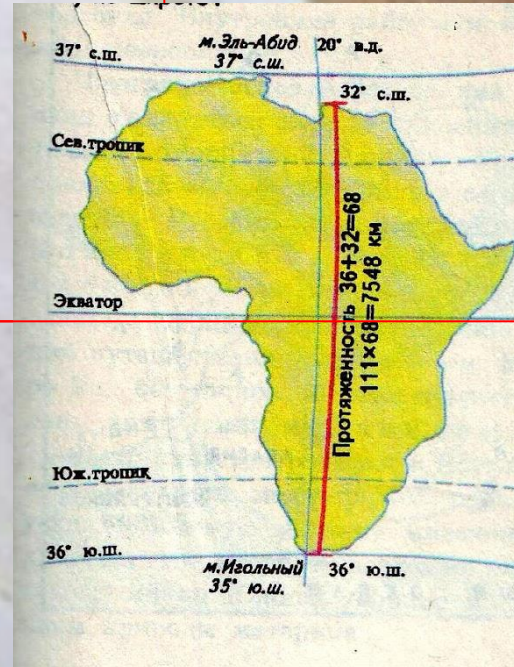 м.Эль-Абид
37° с.ш.
20° в.д.
37° с.ш.
32° с.ш.
Сев.тропик
Протяженность 36+32=68
111×68=7548 км
Экватор
Юж.тропик
36° ю.ш.
м.Игольный
35° ю.ш.
36° ю.ш.